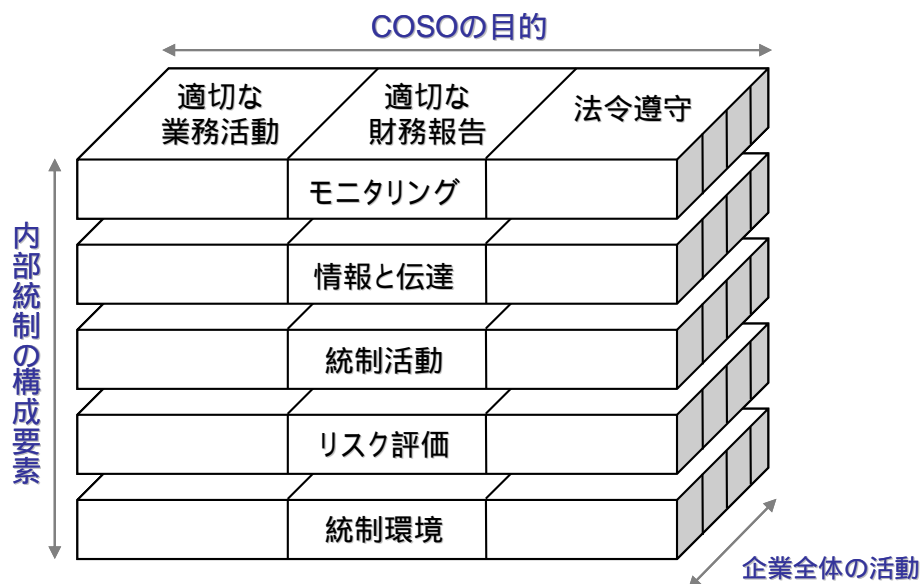 COSOの目的
適切な
業務活動
適切な
財務報告
法令遵守
モニタリング
情報と伝達
統制活動
リスク評価
統制環境
内部統制の構成要素
企業全体の活動